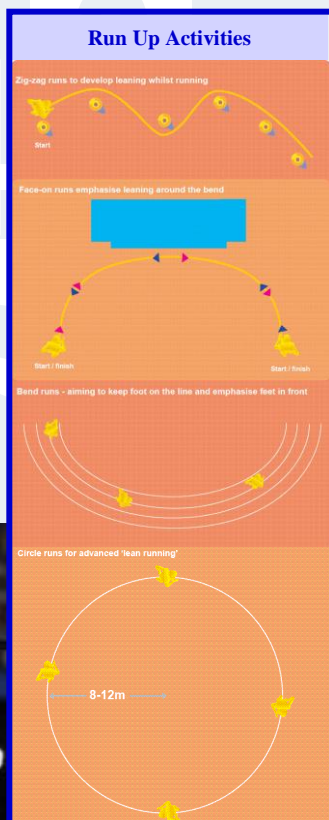 Run Up Activities
Zig-zag runs to develop leaning whilst running
Start
Face-on runs emphasise leaning around the bend
Start / finish
Start / finish
Bend runs - aiming to keep foot on the line and emphasise feet in front
Circle runs for advanced 'lean running'
8-12m